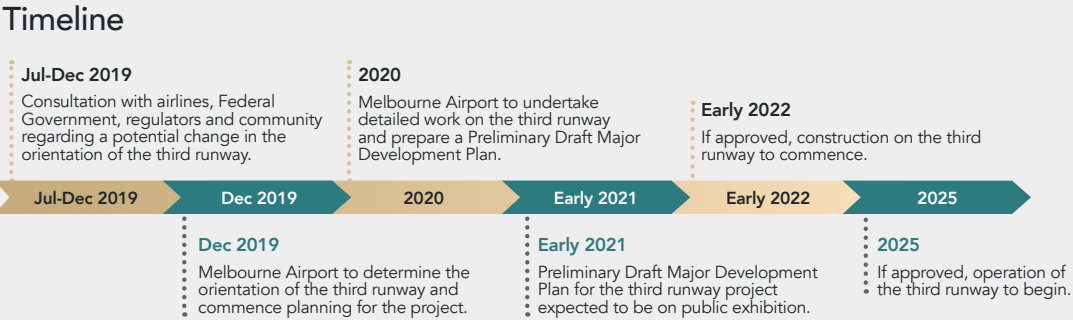 Timeline
Jul-Dec 2019
Consultation with airlines, Federal
Government, regulators and community
regarding a potential change in the
orientation of the third runway.
2020
Melbourne Airport to undertake
detailed work on the third runway
and prepare a Preliminary Draft Major
Development Plan.
Early 2022
If approved, construction on the third
runway to commence.
Jul-Dec 2019
Dec 2019
2020
Early 2021
Early 2022
2025
Dec 2019
Melbourne Airport to determine the
orientation of the third runway and
commence planning for the project.
Early 2021
Preliminary Draft Major Development
Plan for the third runway project
expected to be on public exhibition.
2025
If approved, operation of
the third runway to begin.